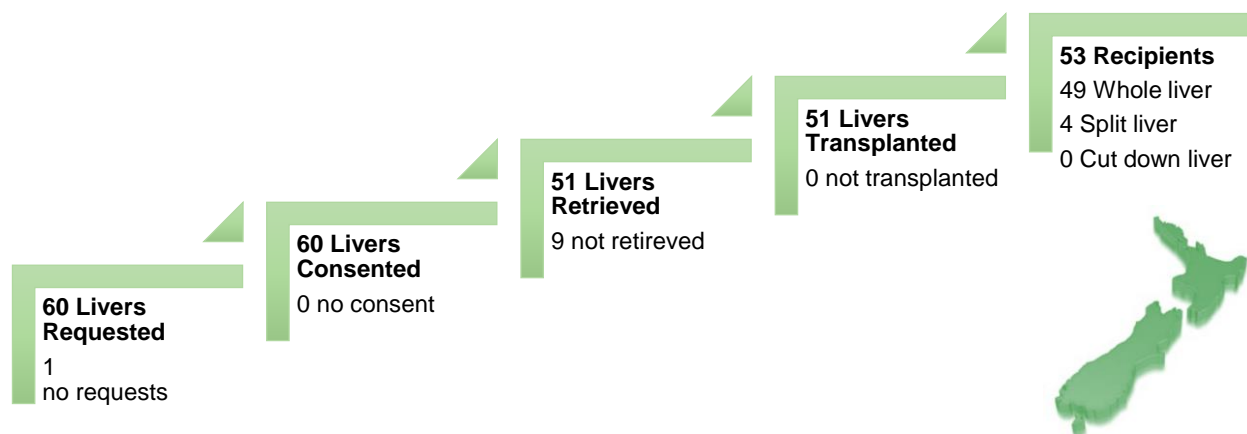 60 Livers
Requested
1
no requests
60 Livers
Consented
0 no consent
51 Livers
Retrieved
9 not retireved
51 Livers
Transplanted
0 not transplanted
53 Recipients
49 Whole liver
4 Split liver
0 Cut down liver